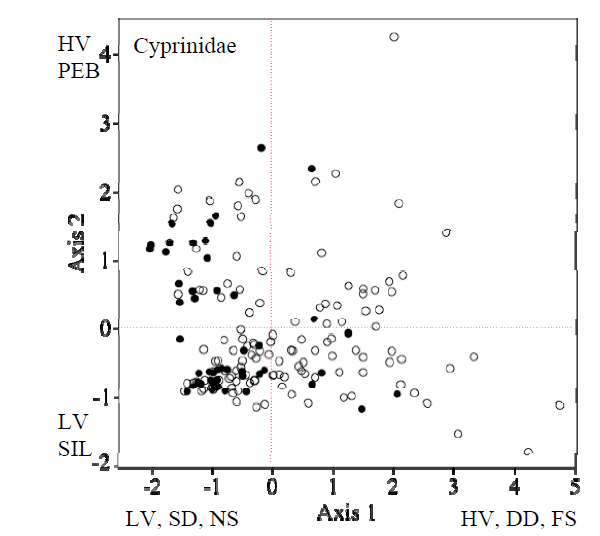 HV
PEB
Cyprinidae
4
3
2
1
0
-1
-2
Axis 2
LV
SIL
-2 -1 0 1 2 3 4 5
LV, SD, NS
Axis 1
HV, DD, FS